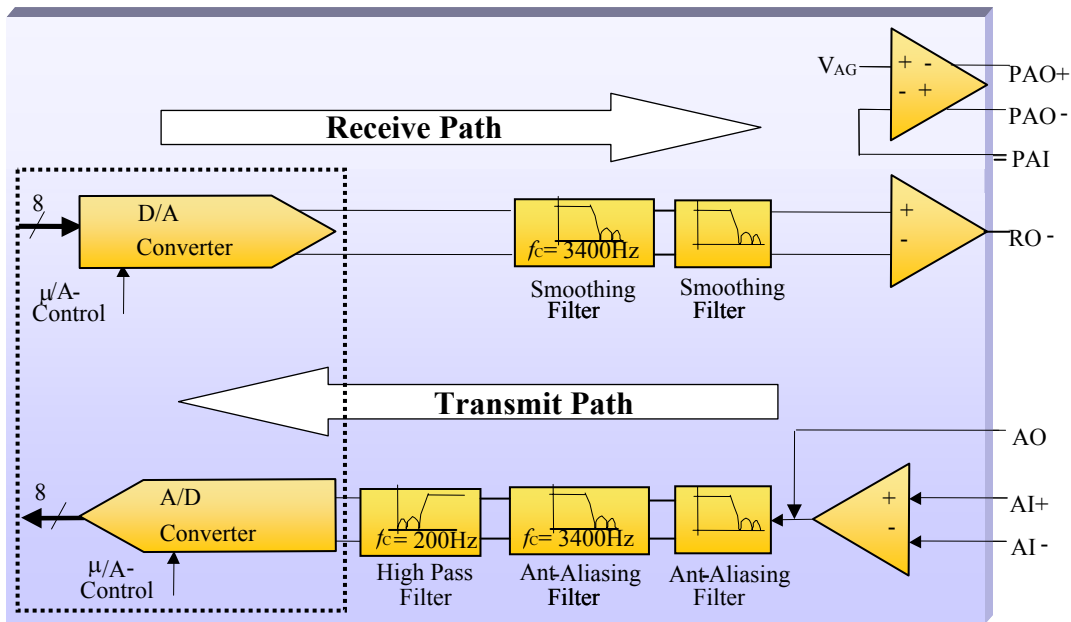 VAG
+ -
- +
PAO+
PAO-
PAI
Receive Path
8
D/A
Converter
μ/A-
Control
fC= 3400Hz
Smoothing
Filter
Smoothing
Filter
+
-
RO -
Transmit Path
AO
8
A/D
Converter
μ/A-
Control
fC= 200Hz
High Pass
Filter
fC= 3400Hz
Ant-Aliasing
Filter
Ant-Aliasing
Filter
+
-
AI+
AI -